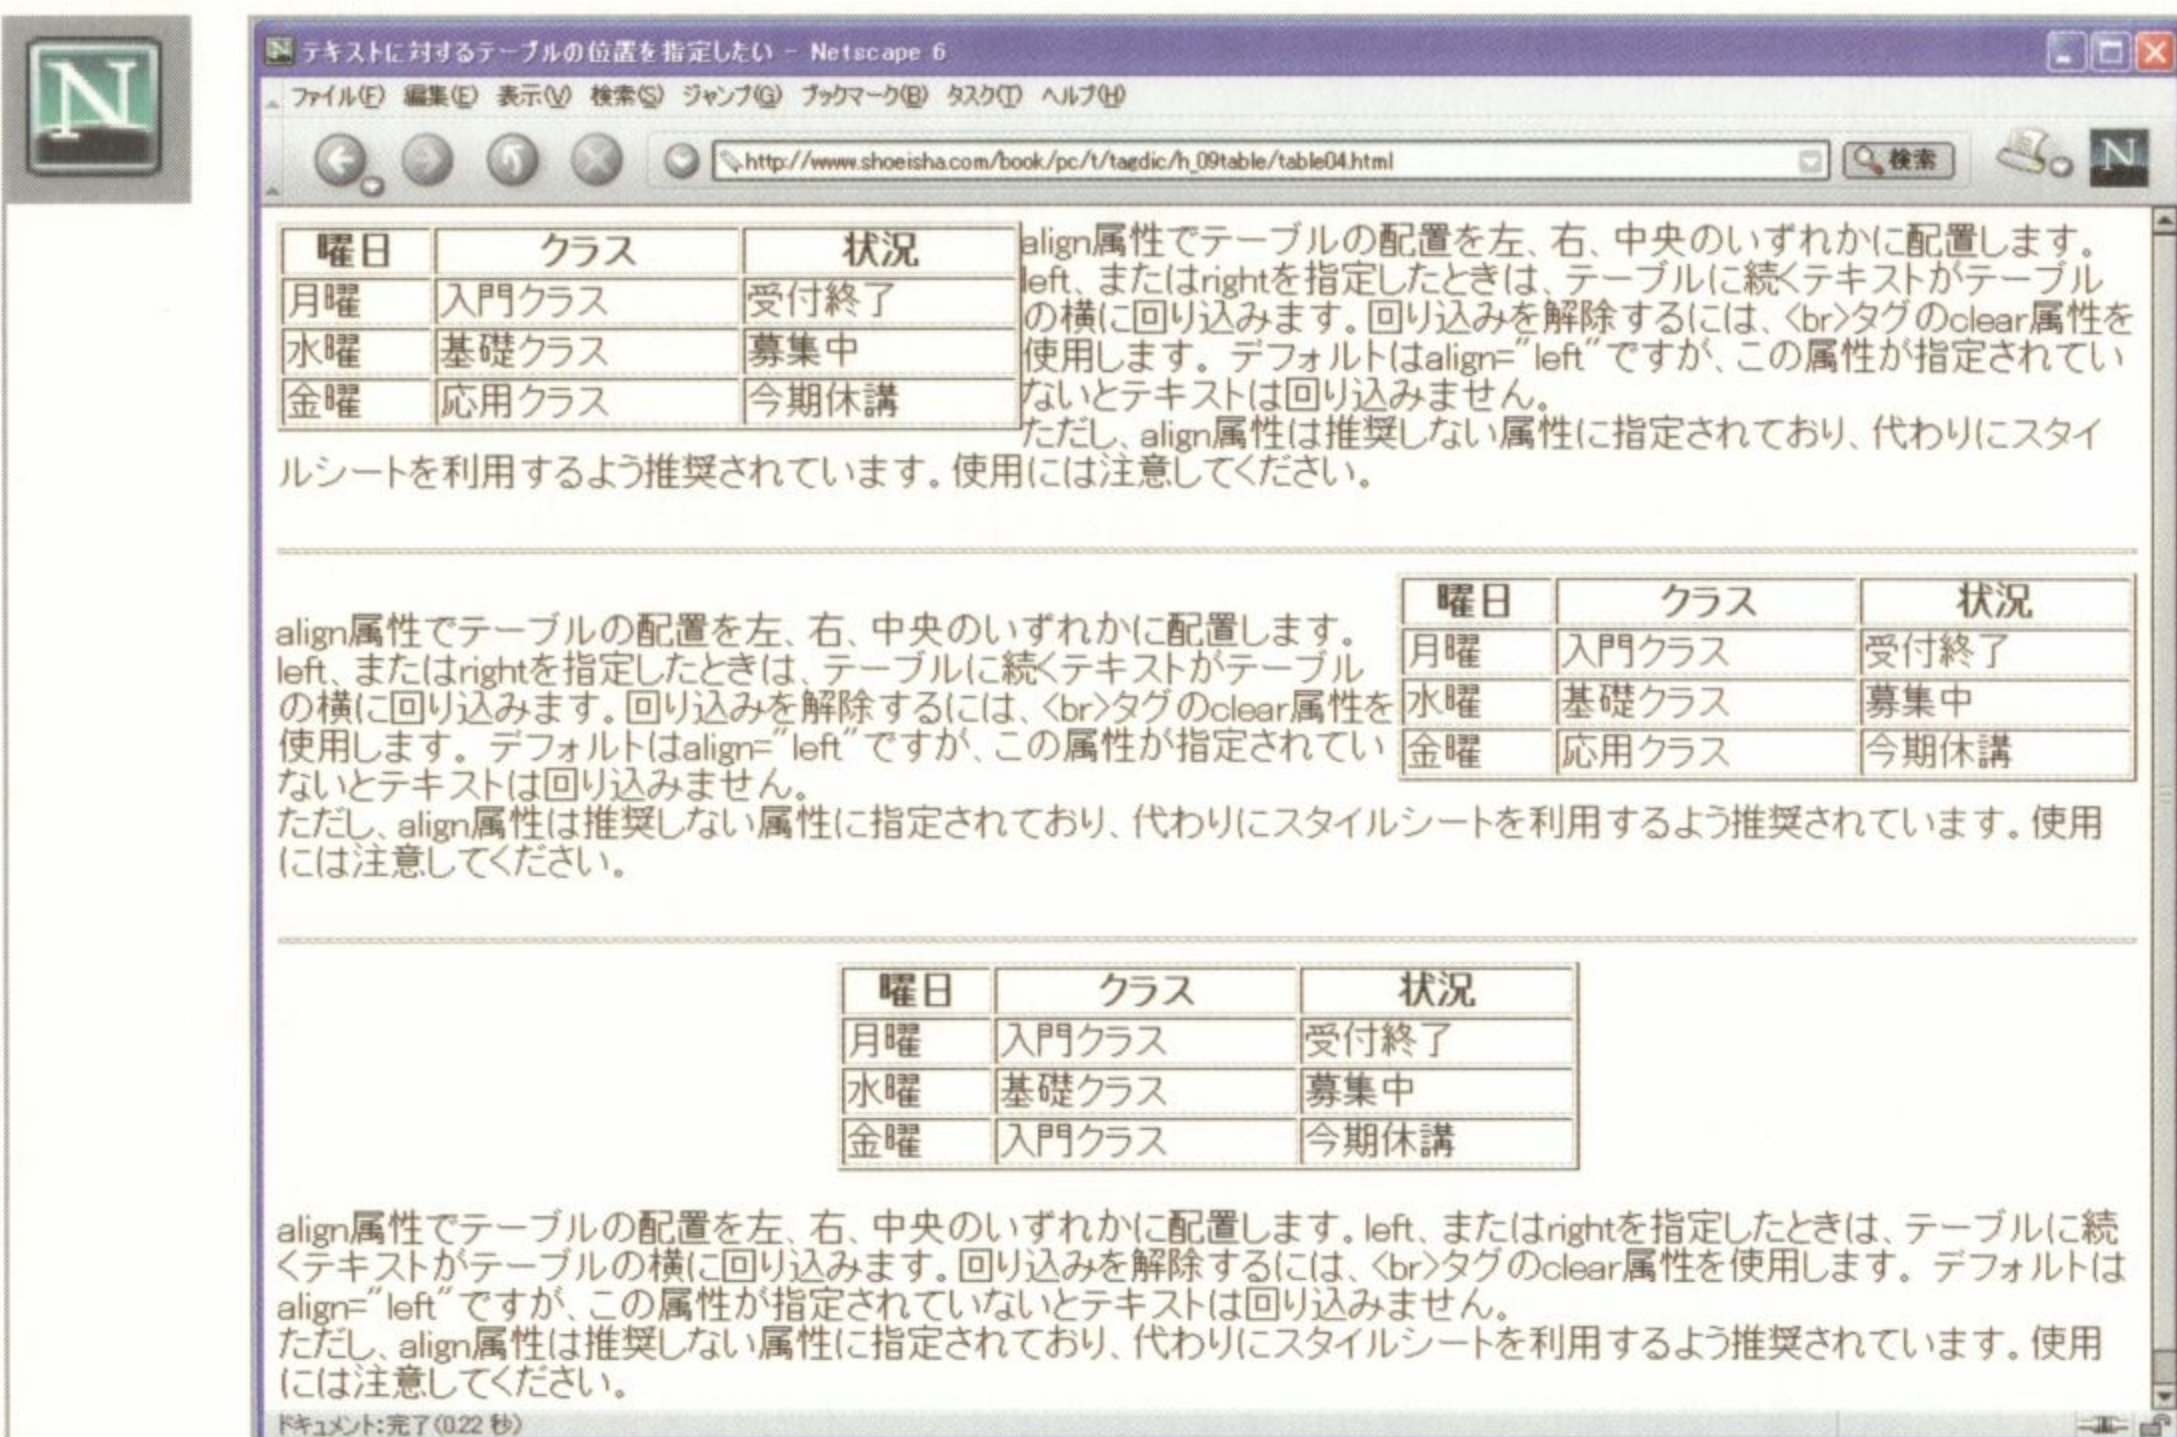 N
テキストに対するテーブルの位置を指定したい - Netscape 6
ファイル(F) 編集(E) 表示(V) 検索(S) ジャンプ(G) ブックマーク(B) タスク(T) ヘルプ(H)
http://www.shoeisha.com/book/pc/t/tagdic/h_09table/table04.html 検索 N
曜日 クラス 状況
月曜 入門クラス 受付終了
水曜 基礎クラス 募集中
金曜 応用クラス 今期休講
align属性でテーブルの配置を左、右、中央のいずれかに配置します。
left、またはrightを指定したときは、テーブルに続くテキストがテーブル
の横に回り込みます。回り込みを解除するには、<br>タグのclear属性を
使用します。デフォルトはalign="left"ですが、この属性が指定されてい
ないとテキストは回り込みません。
ただし、align属性は推奨しない属性に指定されており、代わりにスタイ
ルシートを利用するよう推奨されています。使用には注意してください。
align属性でテーブルの配置を左、右、中央のいずれかに配置します。
left、またはrightを指定したときは、テーブルに続くテキストがテーブル
の横に回り込みます。回り込みを解除するには、<br>タグのclear属性を
使用します。デフォルトはalign="left"ですが、この属性が指定されてい
ないとテキストは回り込みません。
ただし、align属性は推奨しない属性に指定されており、代わりにスタイルシートを利用するよう推奨されています。使用
には注意してください。
曜日 クラス 状況
月曜 入門クラス 受付終了
水曜 基礎クラス 募集中
金曜 応用クラス 今期休講
曜日 クラス 状況
月曜 入門クラス 受付終了
水曜 基礎クラス 募集中
金曜 入門クラス 今期休講
align属性でテーブルの配置を左、右、中央のいずれかに配置します。left、またはrightを指定したときは、テーブルに続
くテキストがテーブルの横に回り込みます。回り込みを解除するには、<br>タグのclear属性を使用します。デフォルトは
align="left"ですが、この属性が指定されていないとテキストは回り込みません。
ただし、align属性は推奨しない属性に指定されており、代わりにスタイルシートを利用するよう推奨されています。使用
には注意してください。
ドキュメント:完了(0.22 秒)